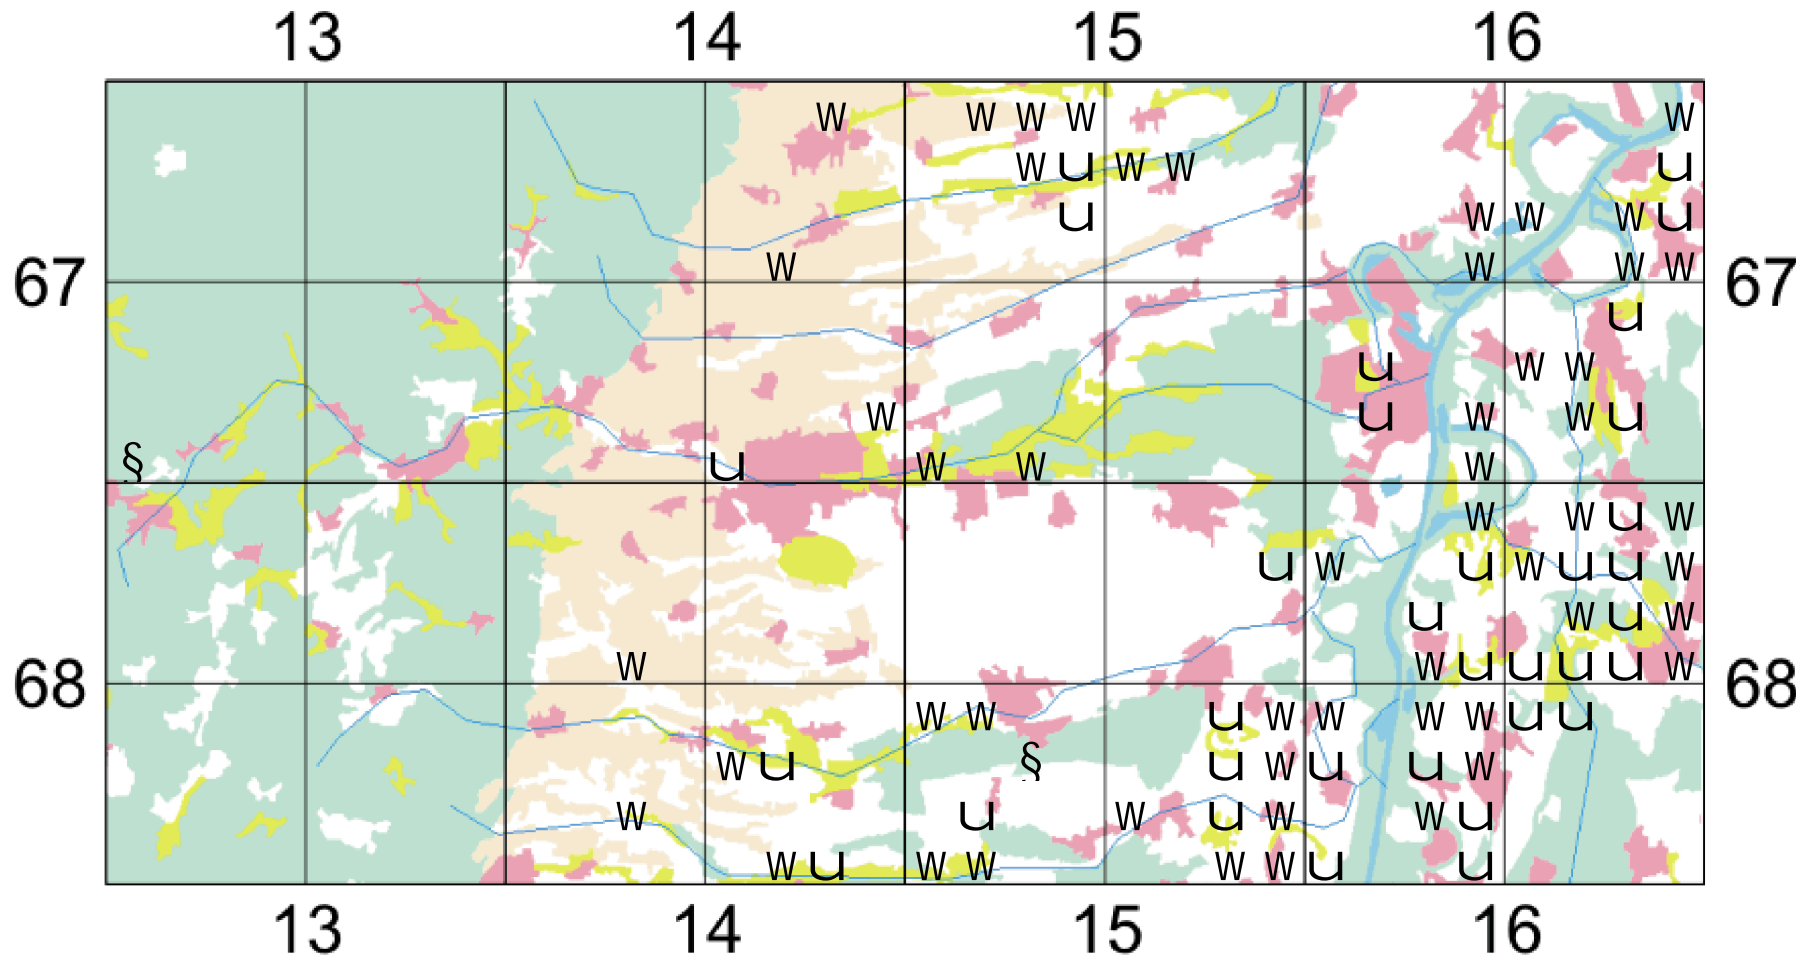 13 14 15 16
w w w w w
w u w w u
u w w w u
67 w w w w 67
u
u w w
w u w w u
§ u w w w
w w u w
u w u w u u w
u w u w
68 w w u u u u w 68
w w u w w w w u u
w u § u w u u w
w u w u w w u
w u w w w w u u
13 14 15 16